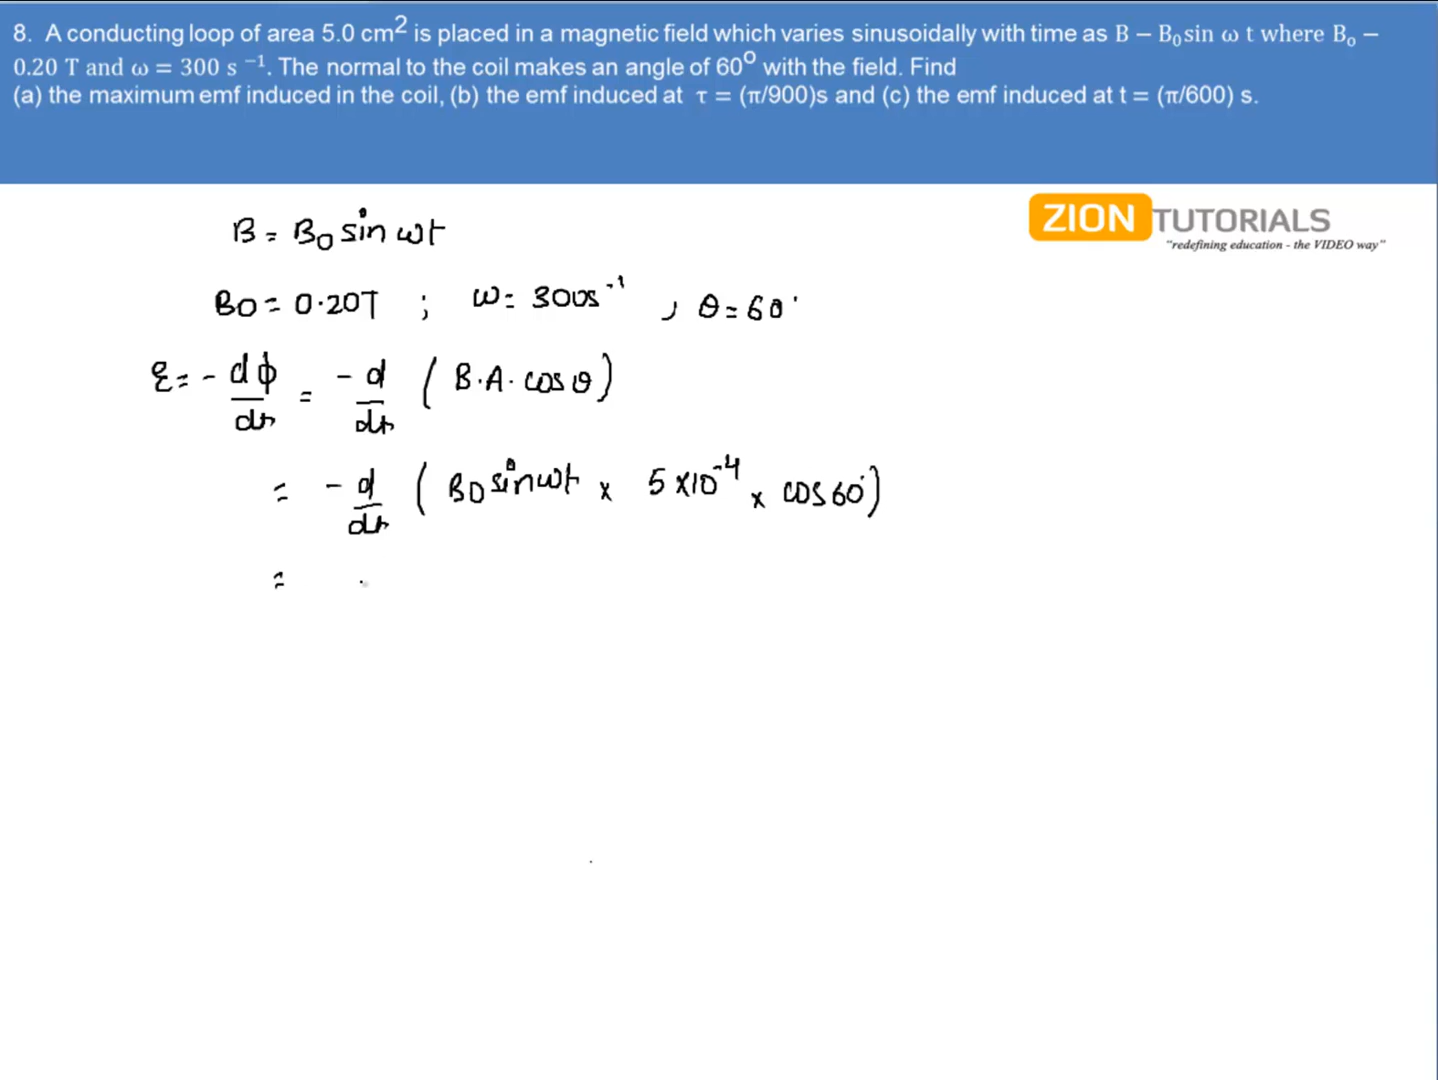 8. A conducting loop of area 5.0 cm² is placed in a magnetic field which varies sinusoidally with time as B − B₀sin ω t where Bₒ −
0.20 T and ω = 300 s ⁻¹. The normal to the coil makes an angle of 60ᴼ with the field. Find
(a) the maximum emf induced in the coil, (b) the emf induced at τ = (π/900)s and (c) the emf induced at t = (π/600) s.
ZION TUTORIALS
"redefining education - the VIDEO way"
B = B₀ sin ωt
B₀ = 0.20T ; ω = 300s⁻¹ , θ = 60°
ε = - dϕ/dt = - d/dt ( B.A. cos θ )
= - d/dt ( B₀ sin ωt × 5×10⁻⁴ × cos 60° )
=